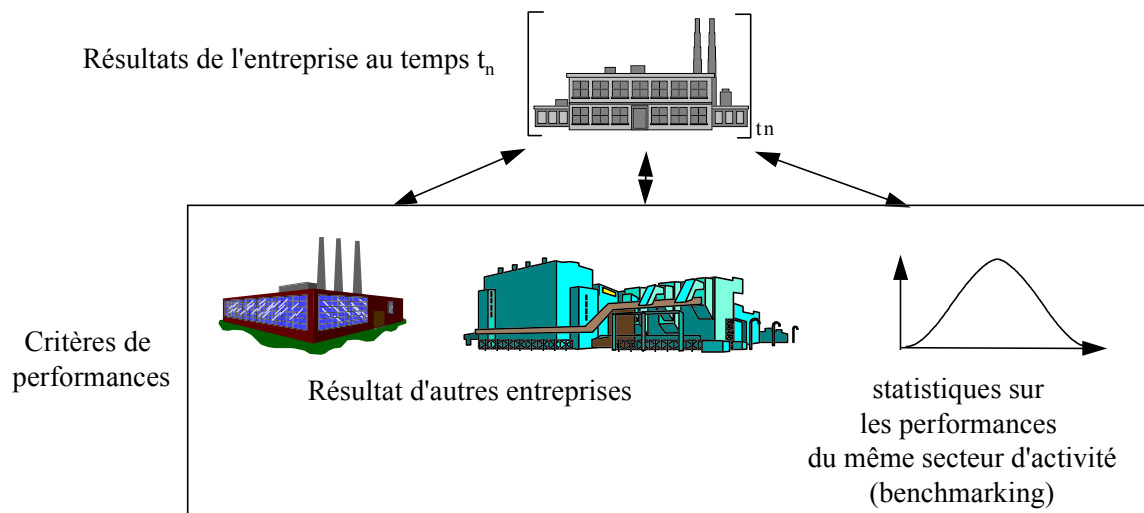 Résultats de l'entreprise au temps tn
tn
Critères de
performances
Résultat d'autres entreprises
statistiques sur
les performances
du même secteur d'activité
(benchmarking)